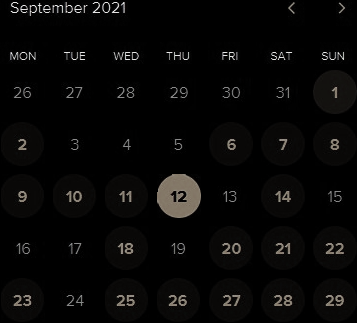 September 2021 < >
MON TUE WED THU FRI SAT SUN
26 27 28 29 30 31 1
2 3 4 5 6 7 8
9 10 11 12 13 14 15
16 17 18 19 20 21 22
23 24 25 26 27 28 29